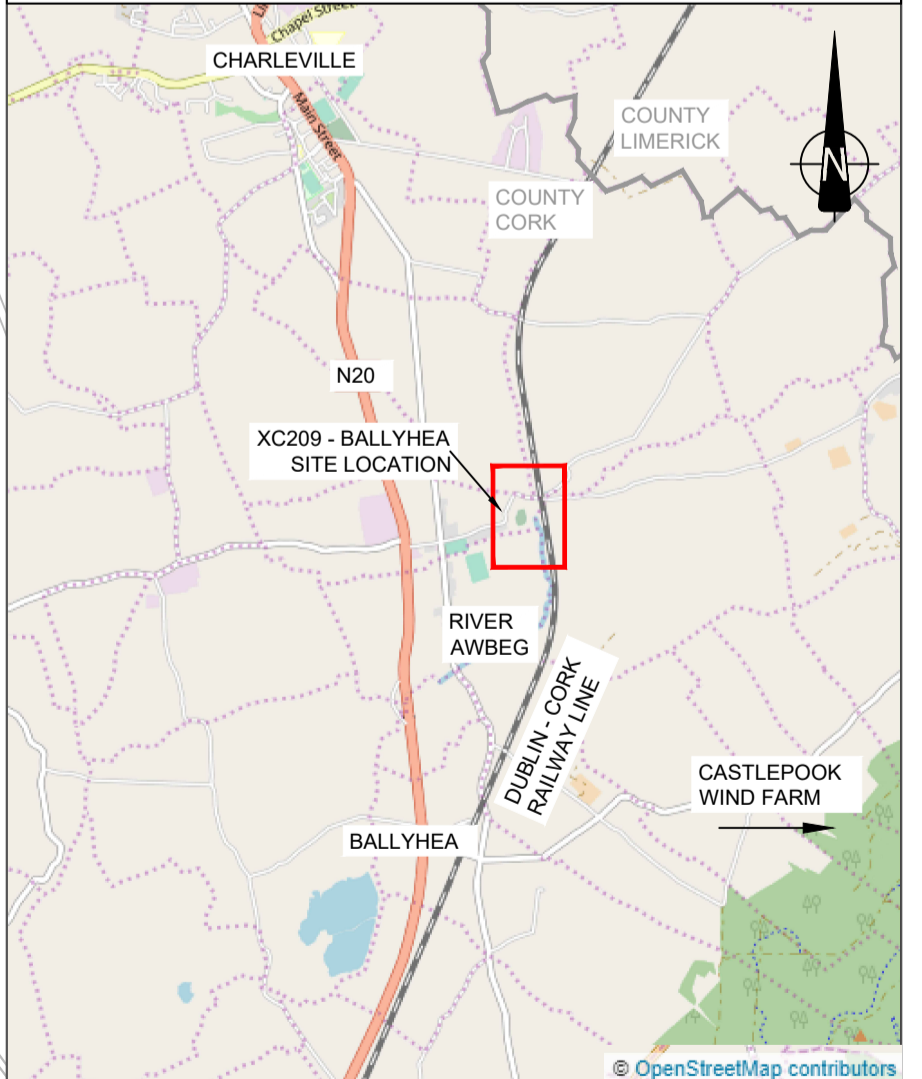 Chapel Street
CHARLEVILLE
Main Street
COUNTY
LIMERICK
N
COUNTY
CORK
N20
XC209 - BALLYHEA
SITE LOCATION
RIVER
AWBEG
DUBLIN - CORK
RAILWAY LINE
CASTLEPOOK
WIND FARM
BALLYHEA
© OpenStreetMap contributors